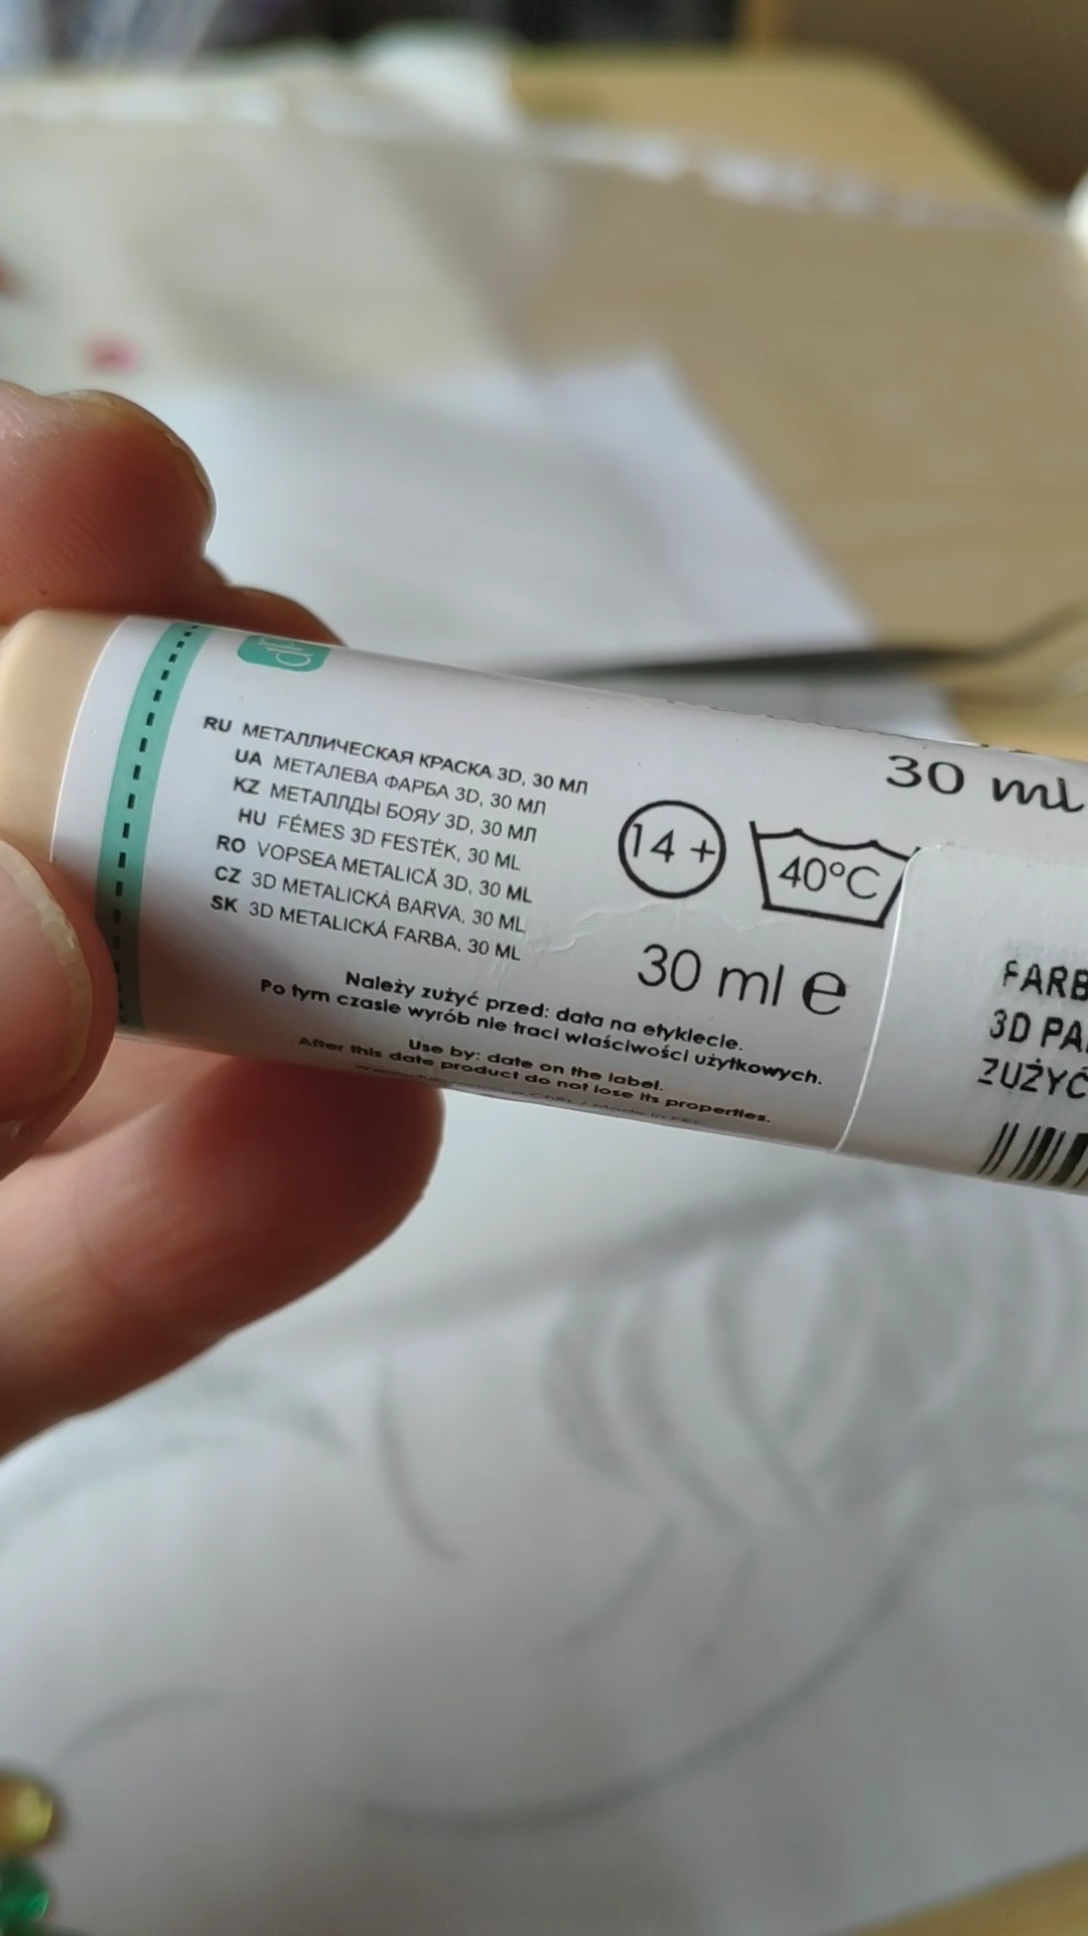 RU МЕТАЛЛИЧЕСКАЯ КРАСКА 3D, 30 МЛ
UA МЕТАЛЕВА ФАРБА 3D, 30 МЛ
KZ МЕТАЛЛДЫ БОЯУ 3D, 30 МЛ
HU FÉMES 3D FESTÉK, 30 ML
RO VOPSEA METALICĂ 3D, 30 ML
CZ 3D METALICKÁ BARVA, 30 ML
SK 3D METALICKÁ FARBA, 30 ML
14 +
40°C
30 ml
30 ml e
Należy zużyć przed: data na etykiecie.
Po tym czasie wyrób nie traci właściwości użytkowych.
Use by: date on the label.
After this date product do not lose its properties.
FARB
3D PA
ZUŻYĆ